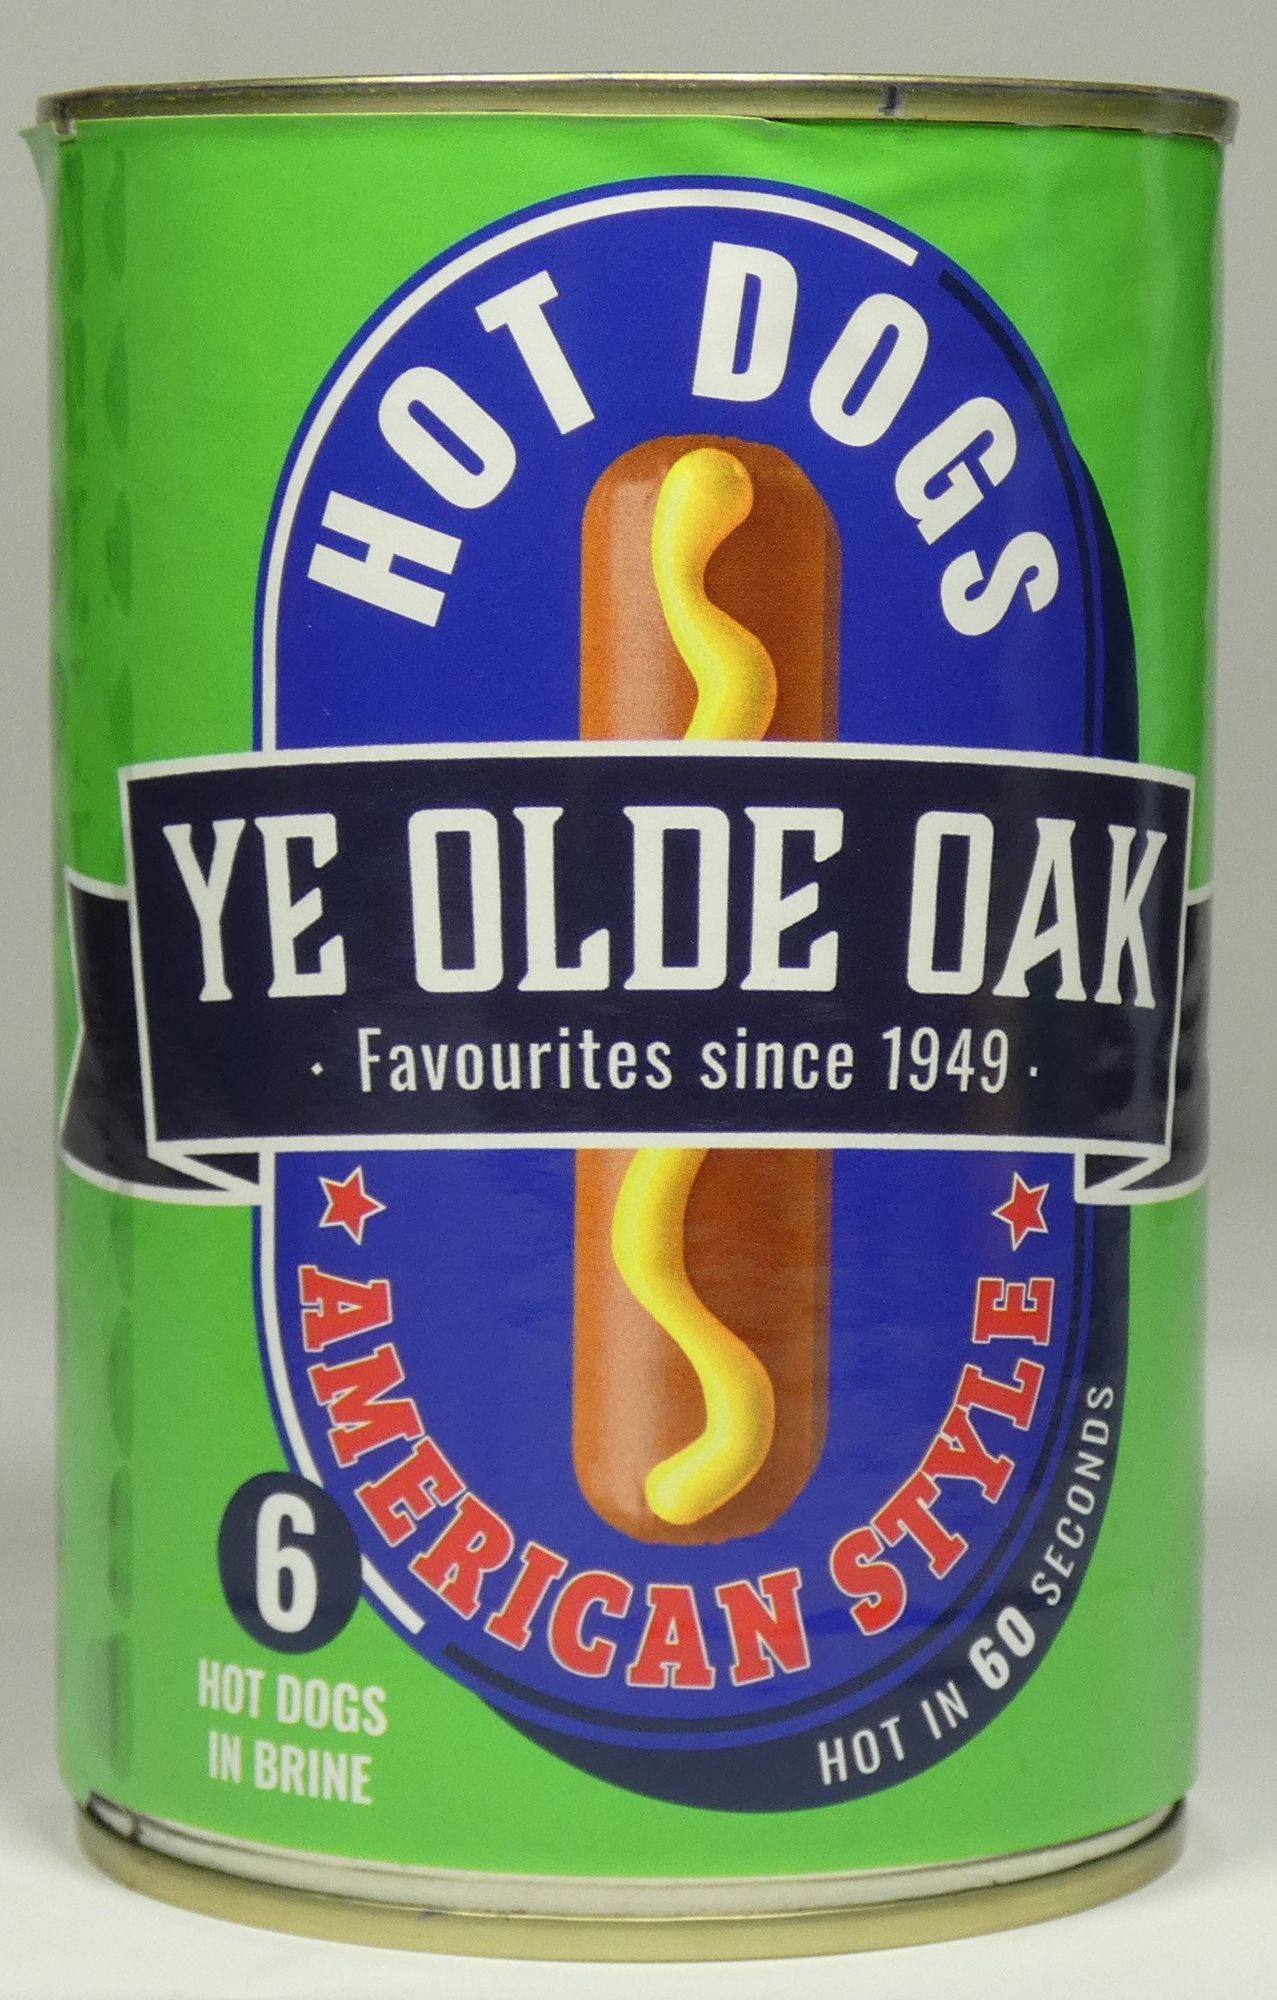 HOT DOGS
YE OLDE OAK
· Favourites since 1949 ·
AMERICAN STYLE
HOT IN 60 SECONDS
6
HOT DOGS
IN BRINE